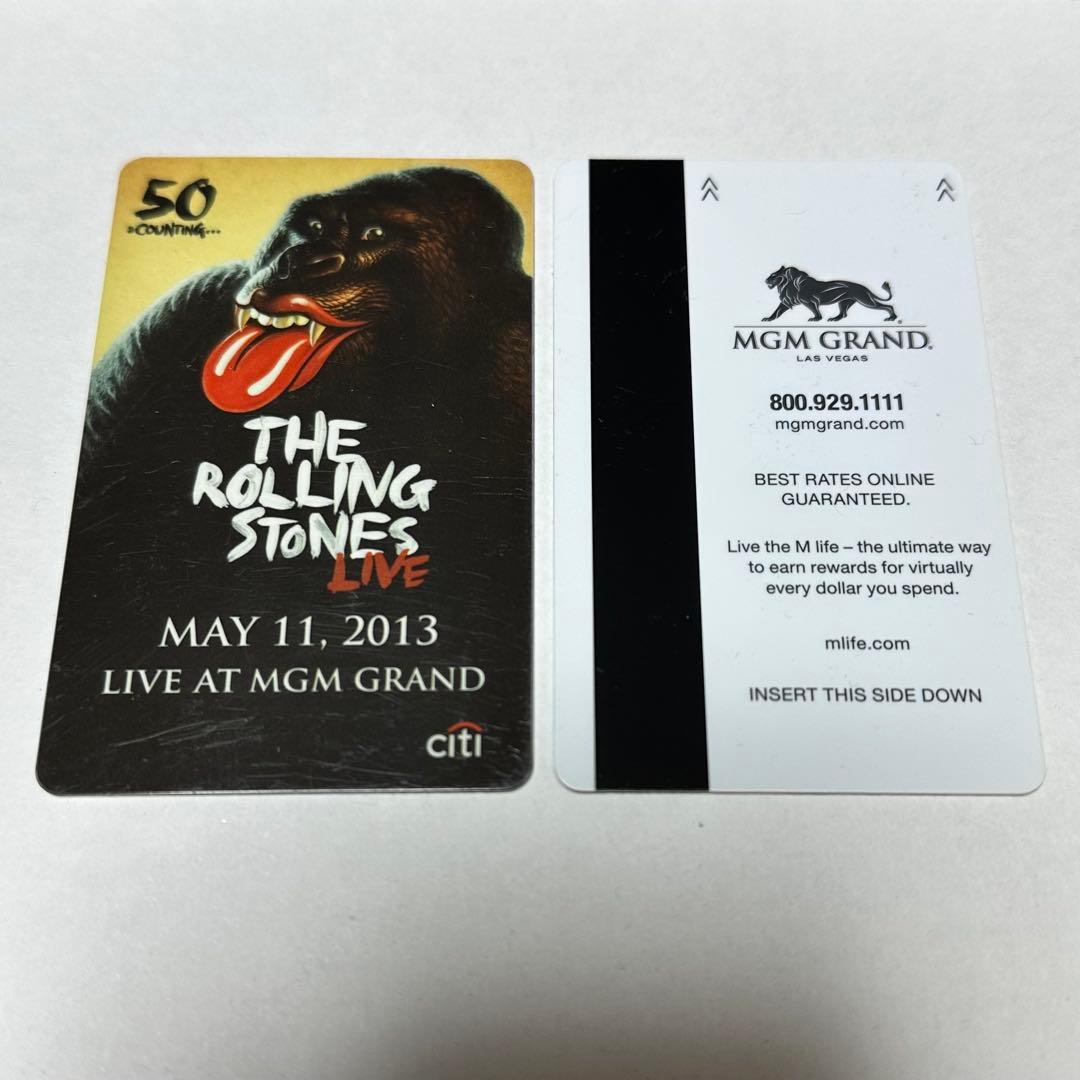 50
& COUNTING...
THE
ROLLING
STONES
LIVE
MAY 11, 2013
LIVE AT MGM GRAND
citi
MGM GRAND®
LAS VEGAS
800.929.1111
mgmgrand.com
BEST RATES ONLINE
GUARANTEED.
Live the M life – the ultimate way
to earn rewards for virtually
every dollar you spend.
mlife.com
INSERT THIS SIDE DOWN